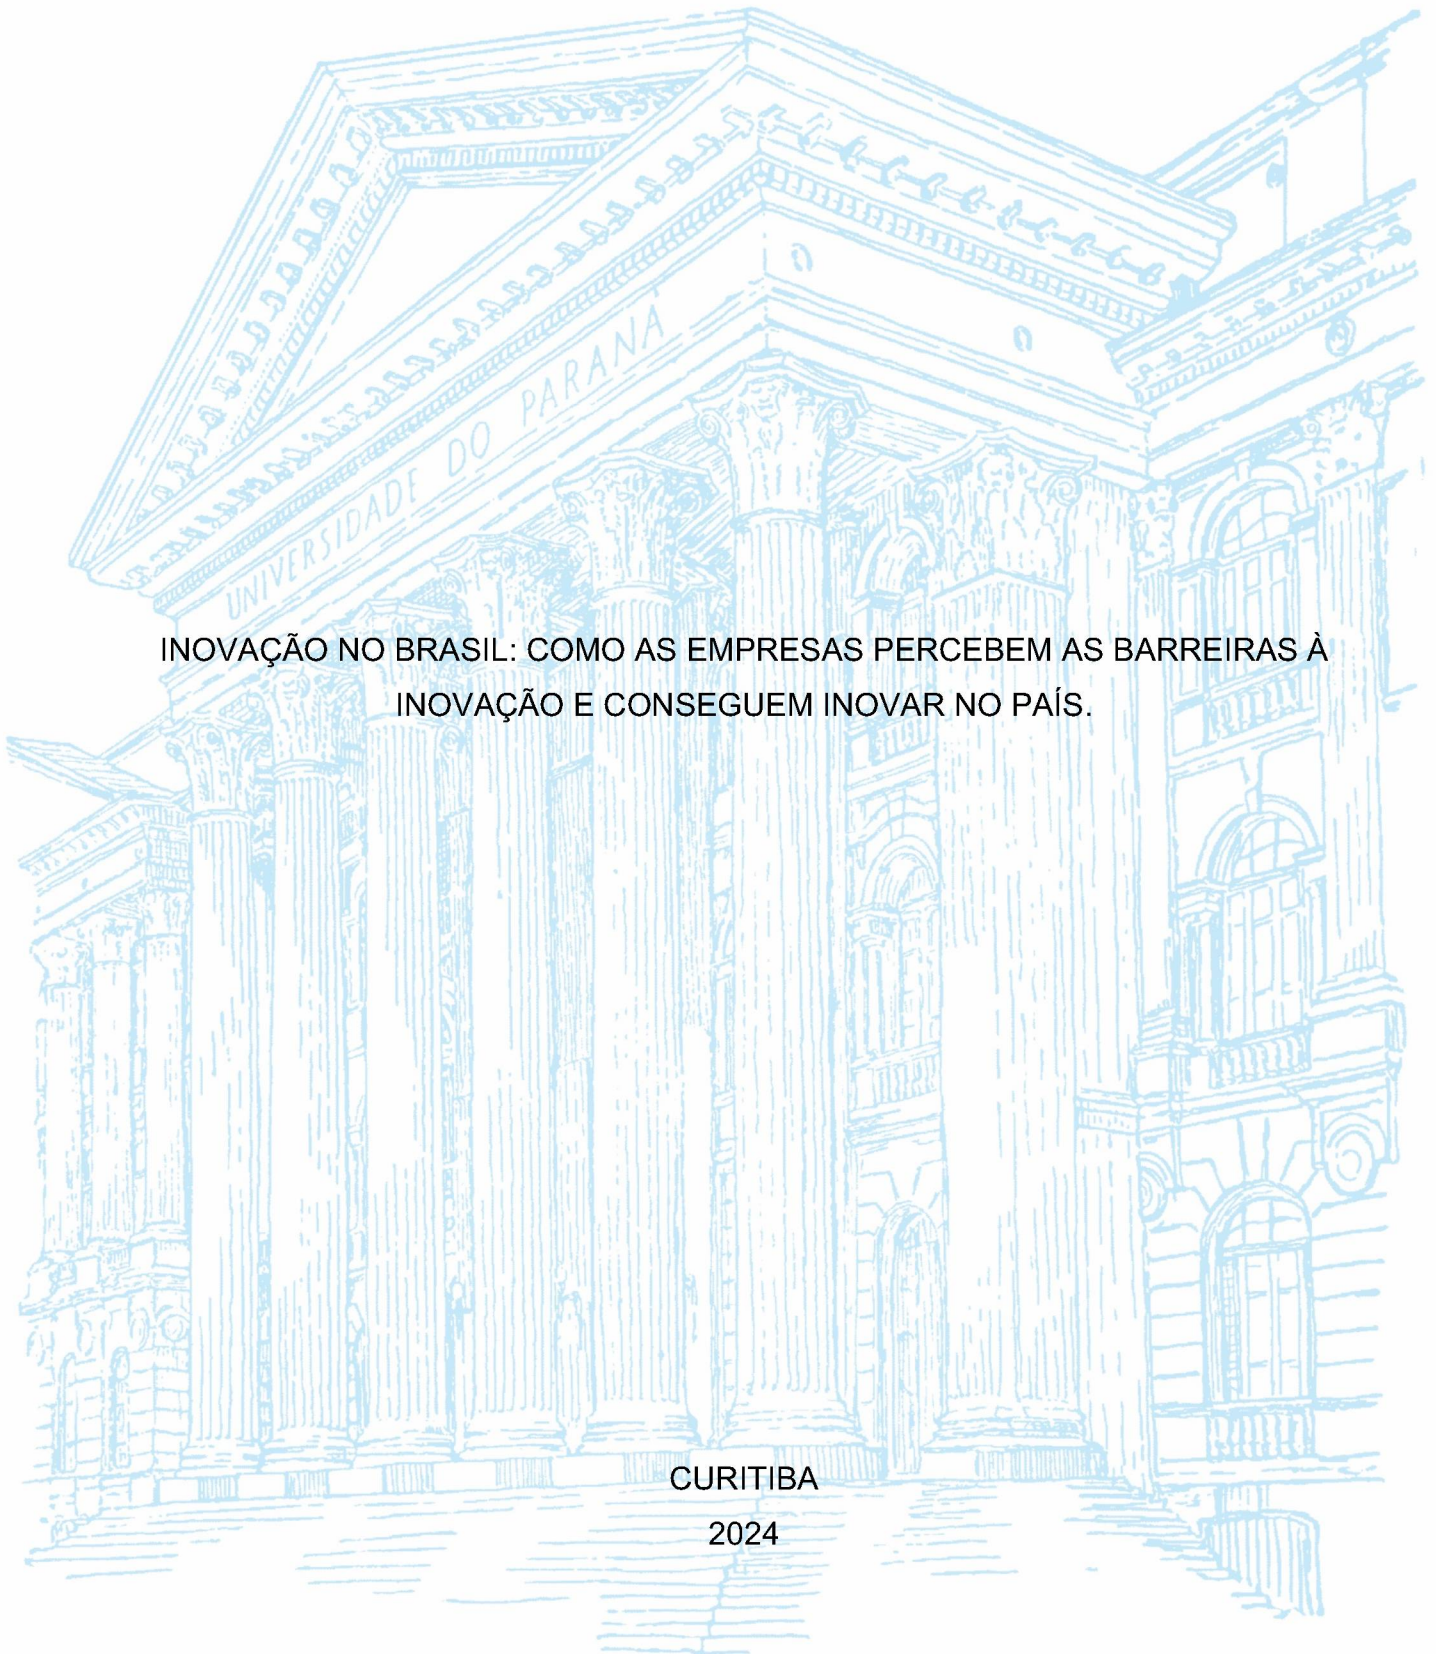 UNIVERSIDADE DO PARANÁ
INOVAÇÃO NO BRASIL: COMO AS EMPRESAS PERCEBEM AS BARREIRAS À
INOVAÇÃO E CONSEGUEM INOVAR NO PAÍS.
CURITIBA
2024